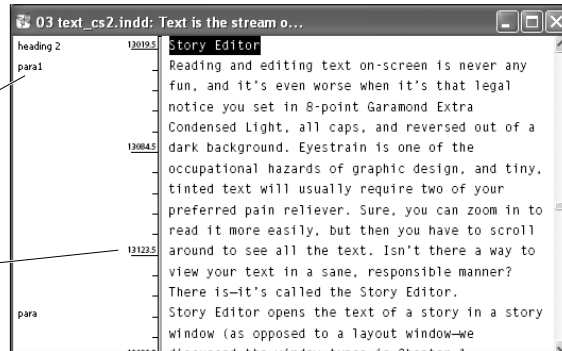 03 text_cs2.indd: Text is the stream o...
heading 2 13019.5 Story Editor
para1 Reading and editing text on-screen is never any
fun, and it's even worse when it's that legal
notice you set in 8-point Garamond Extra
Condensed Light, all caps, and reversed out of a
13084.5 dark background. Eyestrain is one of the
occupational hazards of graphic design, and tiny,
tinted text will usually require two of your
preferred pain reliever. Sure, you can zoom in to
read it more easily, but then you have to scroll
13123.5 around to see all the text. Isn't there a way to
view your text in a sane, responsible manner?
There is—it's called the Story Editor.
para Story Editor opens the text of a story in a story
window (as opposed to a layout window—we